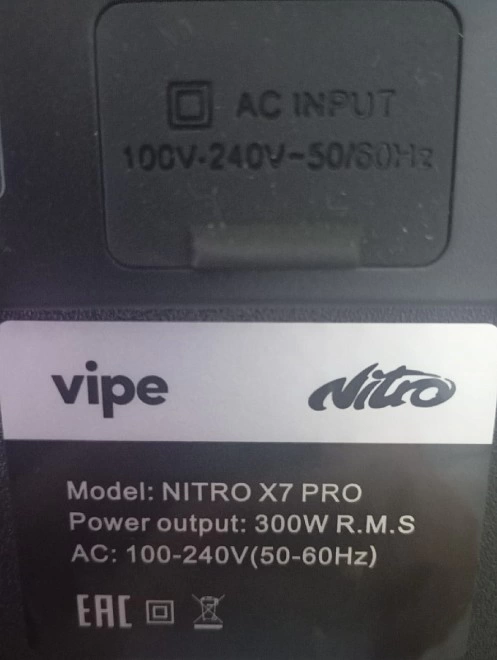 AC INPUT
100V-240V~50/60Hz
vipe Nitro
Model: NITRO X7 PRO
Power output: 300W R.M.S
AC: 100-240V(50-60Hz)
EAC